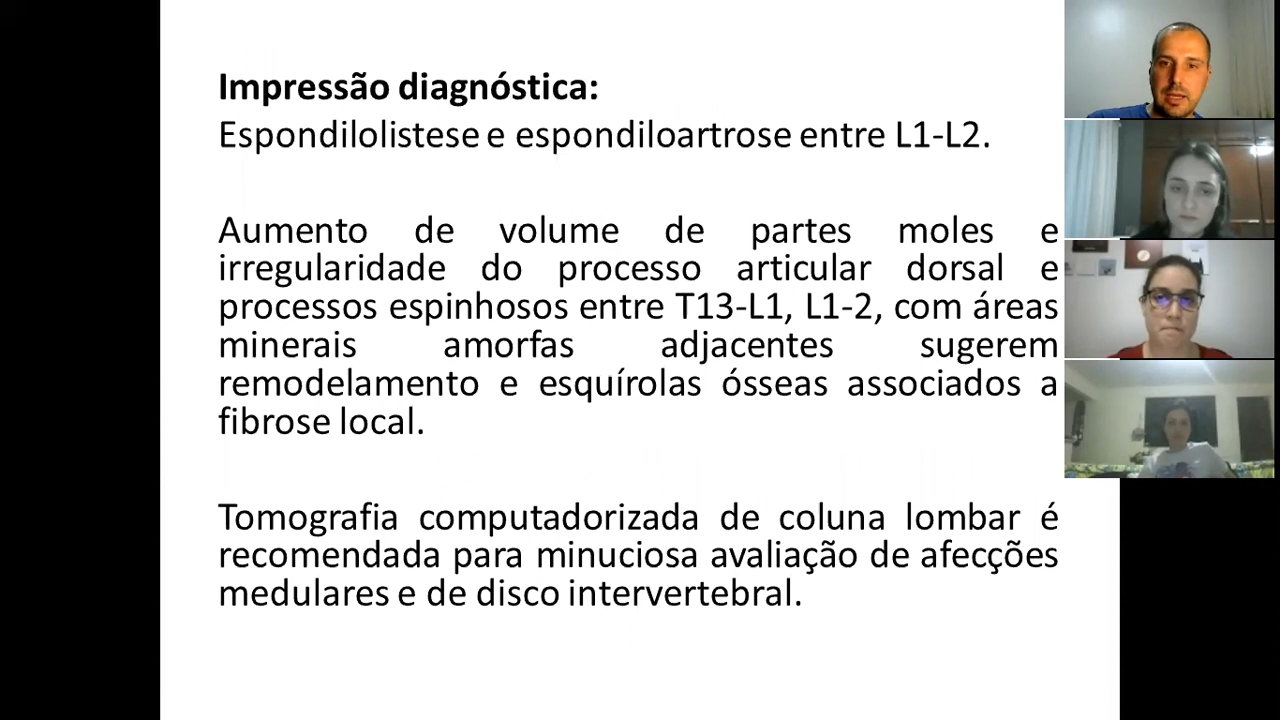 Impressão diagnóstica:
Espondilolistese e espondiloartrose entre L1-L2.
Aumento de volume de partes moles e
irregularidade do processo articular dorsal e
processos espinhosos entre T13-L1, L1-2, com áreas
minerais amorfas adjacentes sugerem
remodelamento e esquírolas ósseas associados a
fibrose local.
Tomografia computadorizada de coluna lombar é
recomendada para minuciosa avaliação de afecções
medulares e de disco intervertebral.